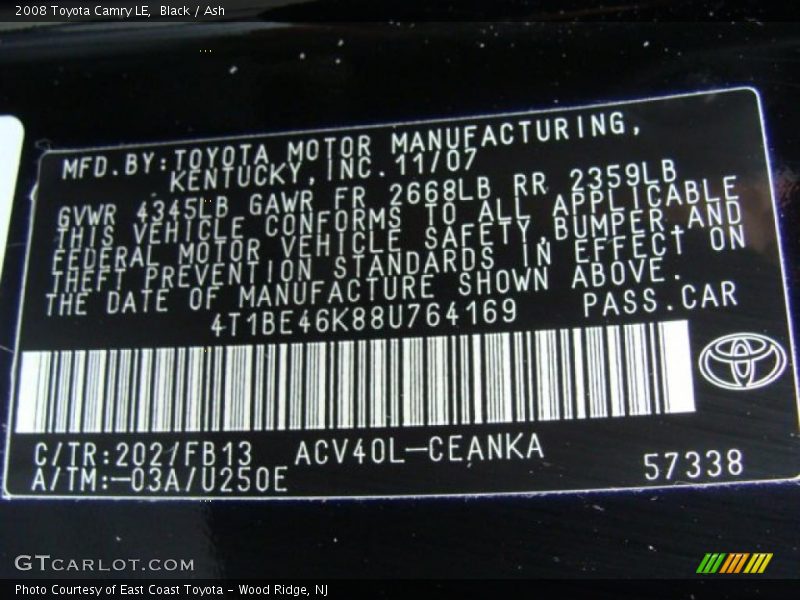 2008 Toyota Camry LE, Black / Ash
MFD.BY:TOYOTA MOTOR MANUFACTURING,
KENTUCKY,INC.11/07
GVWR 4345LB GAWR FR 2668LB RR 2359LB
THIS VEHICLE CONFORMS TO ALL APPLICABLE
FEDERAL MOTOR VEHICLE SAFETY,BUMPER,AND
THEFT PREVENTION STANDARDS IN EFFECT ON
THE DATE OF MANUFACTURE SHOWN ABOVE.
4T1BE46K88U764169 PASS.CAR
C/TR:202/FB13 ACV40L-CEANKA
A/TM:-03A/U250E 57338
GTCARLOT.COM
Photo Courtesy of East Coast Toyota - Wood Ridge, NJ